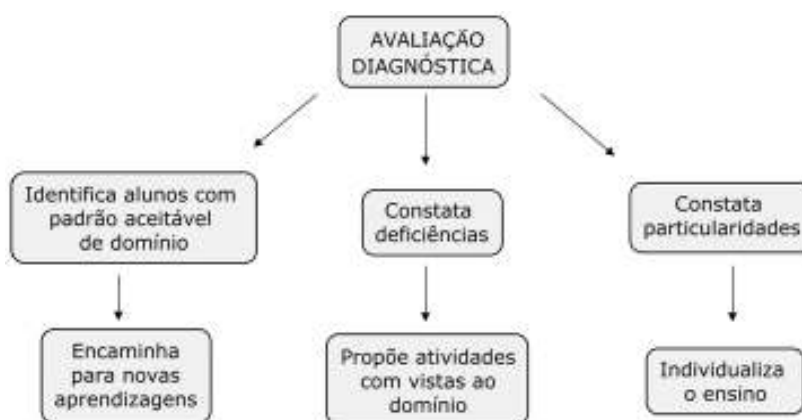 AVALIAÇÃO
DIAGNÓSTICA
Identifica alunos com
padrão aceitável
de domínio
Constata
deficiências
Constata
particularidades
Encaminha
para novas
aprendizagens
Propõe atividades
com vistas ao
domínio
Individualiza
o ensino